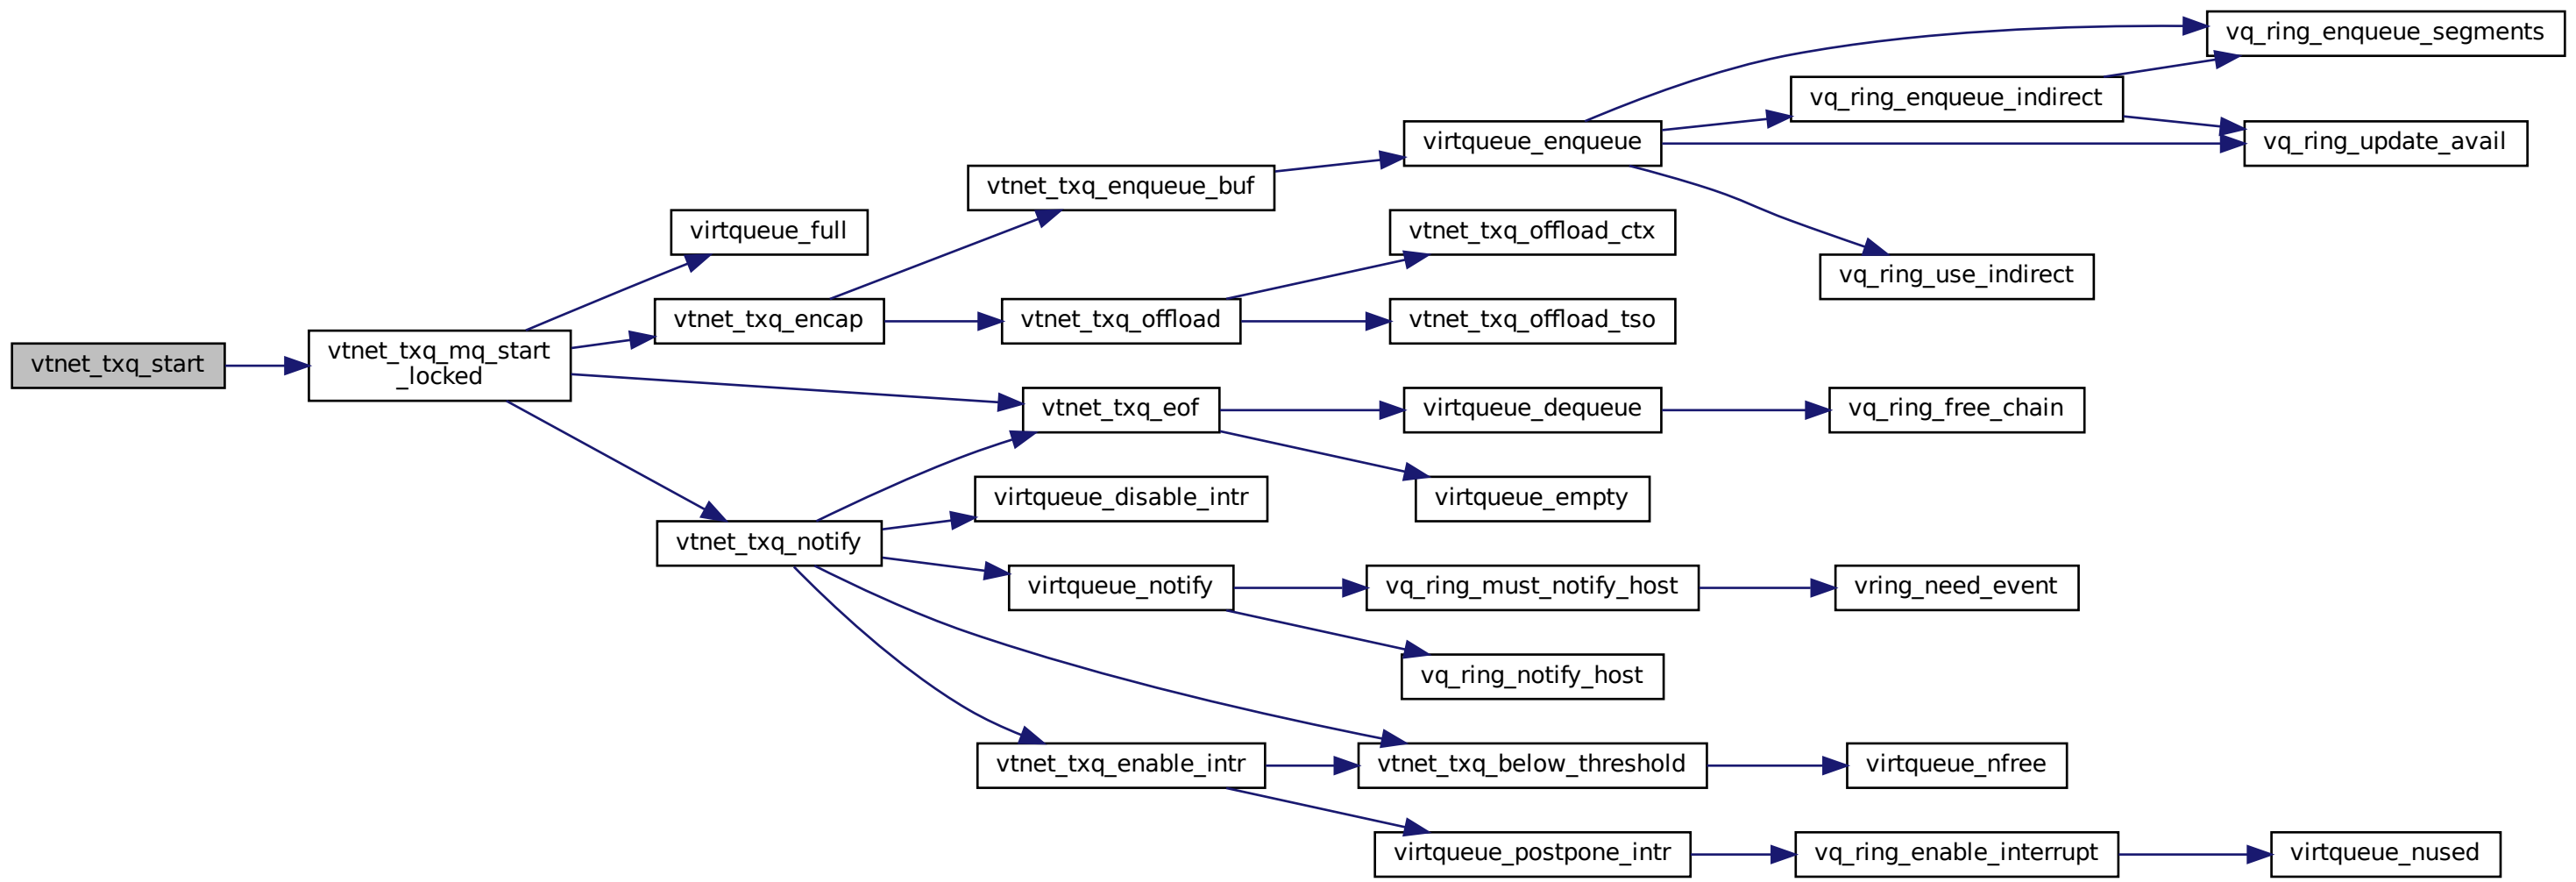 vtnet_txq_start
vtnet_txq_mq_start
_locked
virtqueue_full
vtnet_txq_encap
vtnet_txq_eof
vtnet_txq_notify
vtnet_txq_enqueue_buf
vtnet_txq_offload
virtqueue_enqueue
vq_ring_enqueue_segments
vq_ring_enqueue_indirect
vq_ring_update_avail
vq_ring_use_indirect
vtnet_txq_offload_ctx
vtnet_txq_offload_tso
virtqueue_dequeue
vq_ring_free_chain
virtqueue_empty
virtqueue_disable_intr
virtqueue_notify
vq_ring_must_notify_host
vring_need_event
vq_ring_notify_host
vtnet_txq_enable_intr
vtnet_txq_below_threshold
virtqueue_nfree
virtqueue_postpone_intr
vq_ring_enable_interrupt
virtqueue_nused